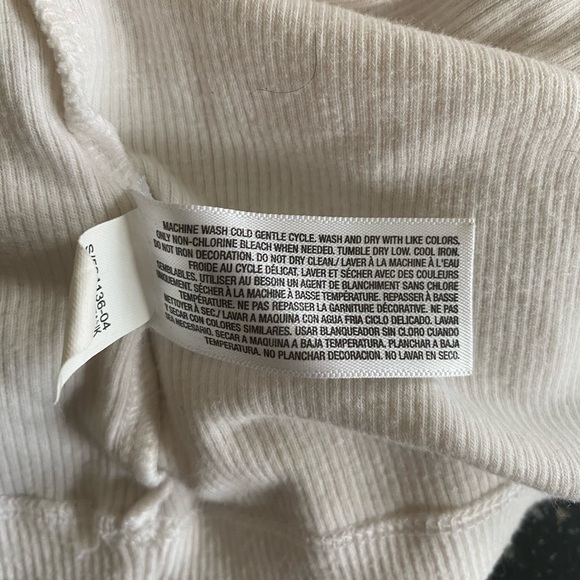 MACHINE WASH COLD GENTLE CYCLE. WASH AND DRY WITH LIKE COLORS.
ONLY NON-CHLORINE BLEACH WHEN NEEDED. TUMBLE DRY LOW. COOL IRON.
DO NOT IRON DECORATION. DO NOT DRY CLEAN./ LAVER À LA MACHINE À L'EAU
FROIDE AU CYCLE DÉLICAT. LAVER ET SÉCHER AVEC DES COULEURS
SEMBLABLES. UTILISER AU BESOIN UN AGENT DE BLANCHIMENT SANS CHLORE
UNIQUEMENT. SÉCHER À LA MACHINE À BASSE TEMPÉRATURE. REPASSER À BASSE
TEMPÉRATURE. NE PAS REPASSER LA GARNITURE DÉCORATIVE. NE PAS
NETTOYER À SEC./ LAVAR A MAQUINA CON AGUA FRIA CICLO DELICADO. LAVAR
Y SECAR CON COLORES SIMILARES. USAR BLANQUEADOR SIN CLORO CUANDO
SEA NECESARIO. SECAR A MAQUINA A BAJA TEMPERATURA. PLANCHAR A BAJA
TEMPERATURA. NO PLANCHAR DECORACION. NO LAVAR EN SECO.